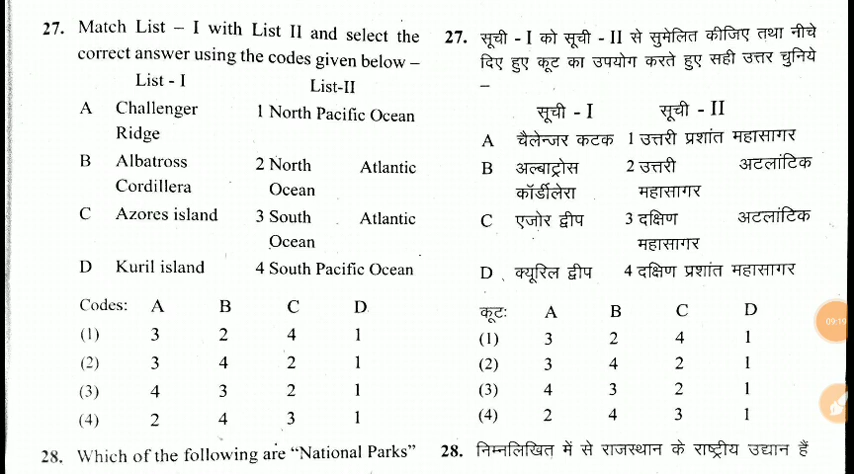 27. Match List – I with List II and select the
correct answer using the codes given below –
List - I List-II
A Challenger 1 North Pacific Ocean
Ridge
B Albatross 2 North Atlantic
Cordillera Ocean
C Azores island 3 South Atlantic
Ocean
D Kuril island 4 South Pacific Ocean
Codes: A B C D
(1) 3 2 4 1
(2) 3 4 2 1
(3) 4 3 2 1
(4) 2 4 3 1
28. Which of the following are “National Parks”
27. सूची - I को सूची - II से सुमेलित कीजिए तथा नीचे
दिए हुए कूट का उपयोग करते हुए सही उत्तर चुनिये
–
सूची - I सूची - II
A चैलेन्जर कटक 1 उत्तरी प्रशांत महासागर
B अल्बाट्रोस 2 उत्तरी अटलांटिक
कॉर्डीलेरा महासागर
C एजोर द्वीप 3 दक्षिण अटलांटिक
महासागर
D क्यूरिल द्वीप 4 दक्षिण प्रशांत महासागर
कूटः A B C D
(1) 3 2 4 1
(2) 3 4 2 1
(3) 4 3 2 1
(4) 2 4 3 1
28. निम्नलिखित में से राजस्थान के राष्ट्रीय उद्यान हैं
09:19